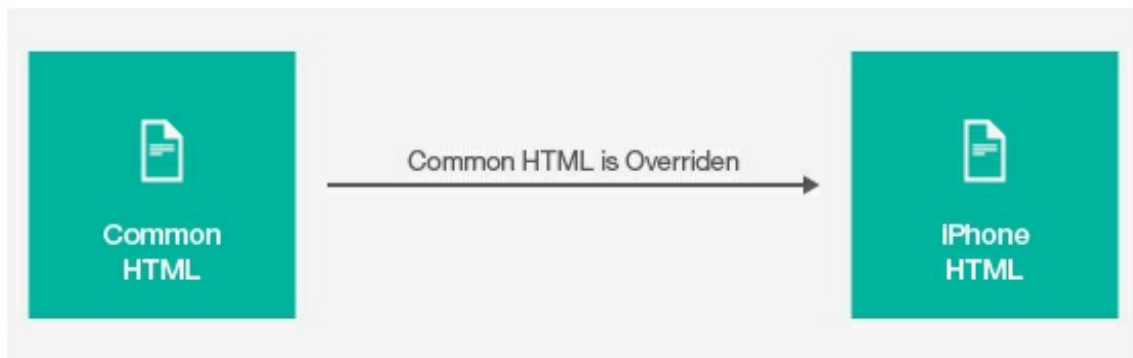 Common HTML is Overriden
Common
HTML
iPhone
HTML